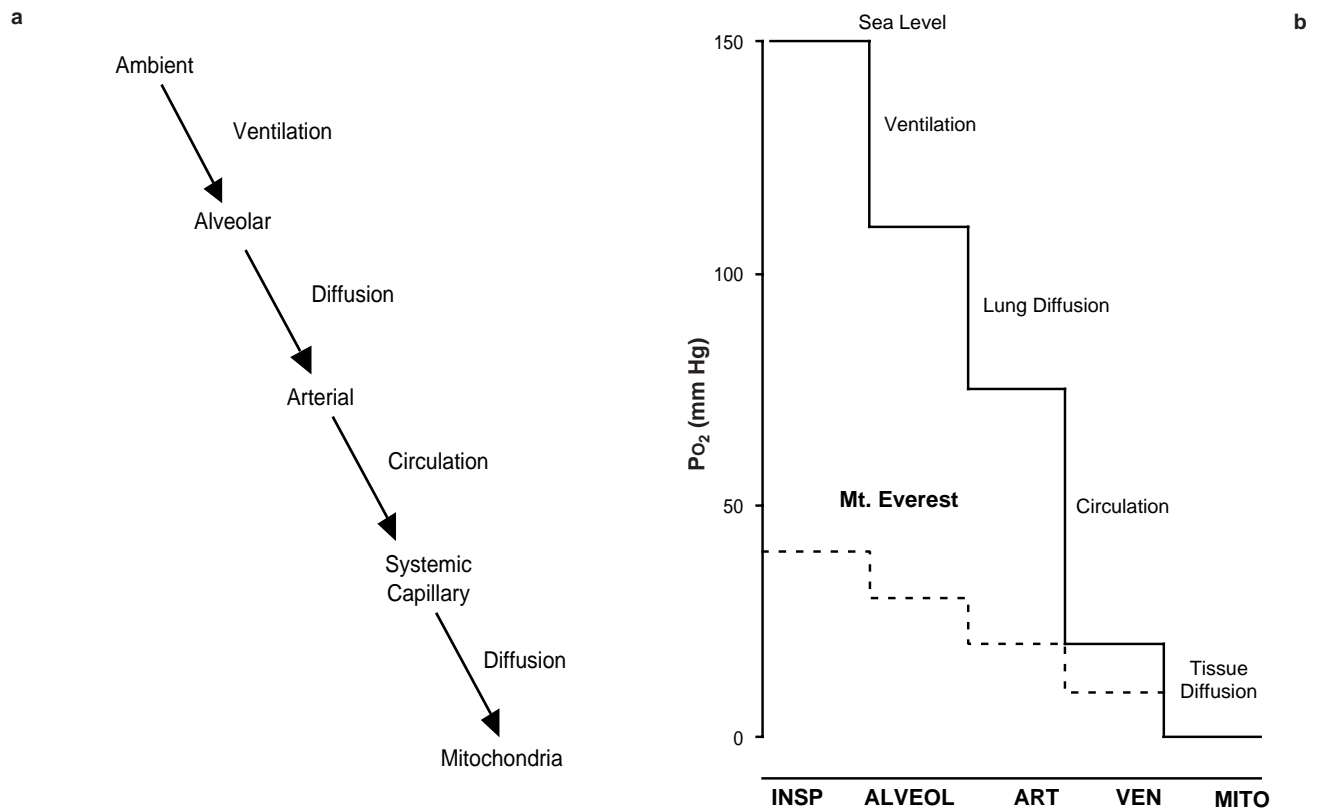 a
Ambient
Ventilation
Alveolar
Diffusion
Arterial
Circulation
Systemic
Capillary
Diffusion
Mitochondria
b
Sea Level
150
Ventilation
100
Lung Diffusion
PO₂ (mm Hg)
50
Mt. Everest
Circulation
Tissue
Diffusion
0
INSP ALVEOL ART VEN MITO